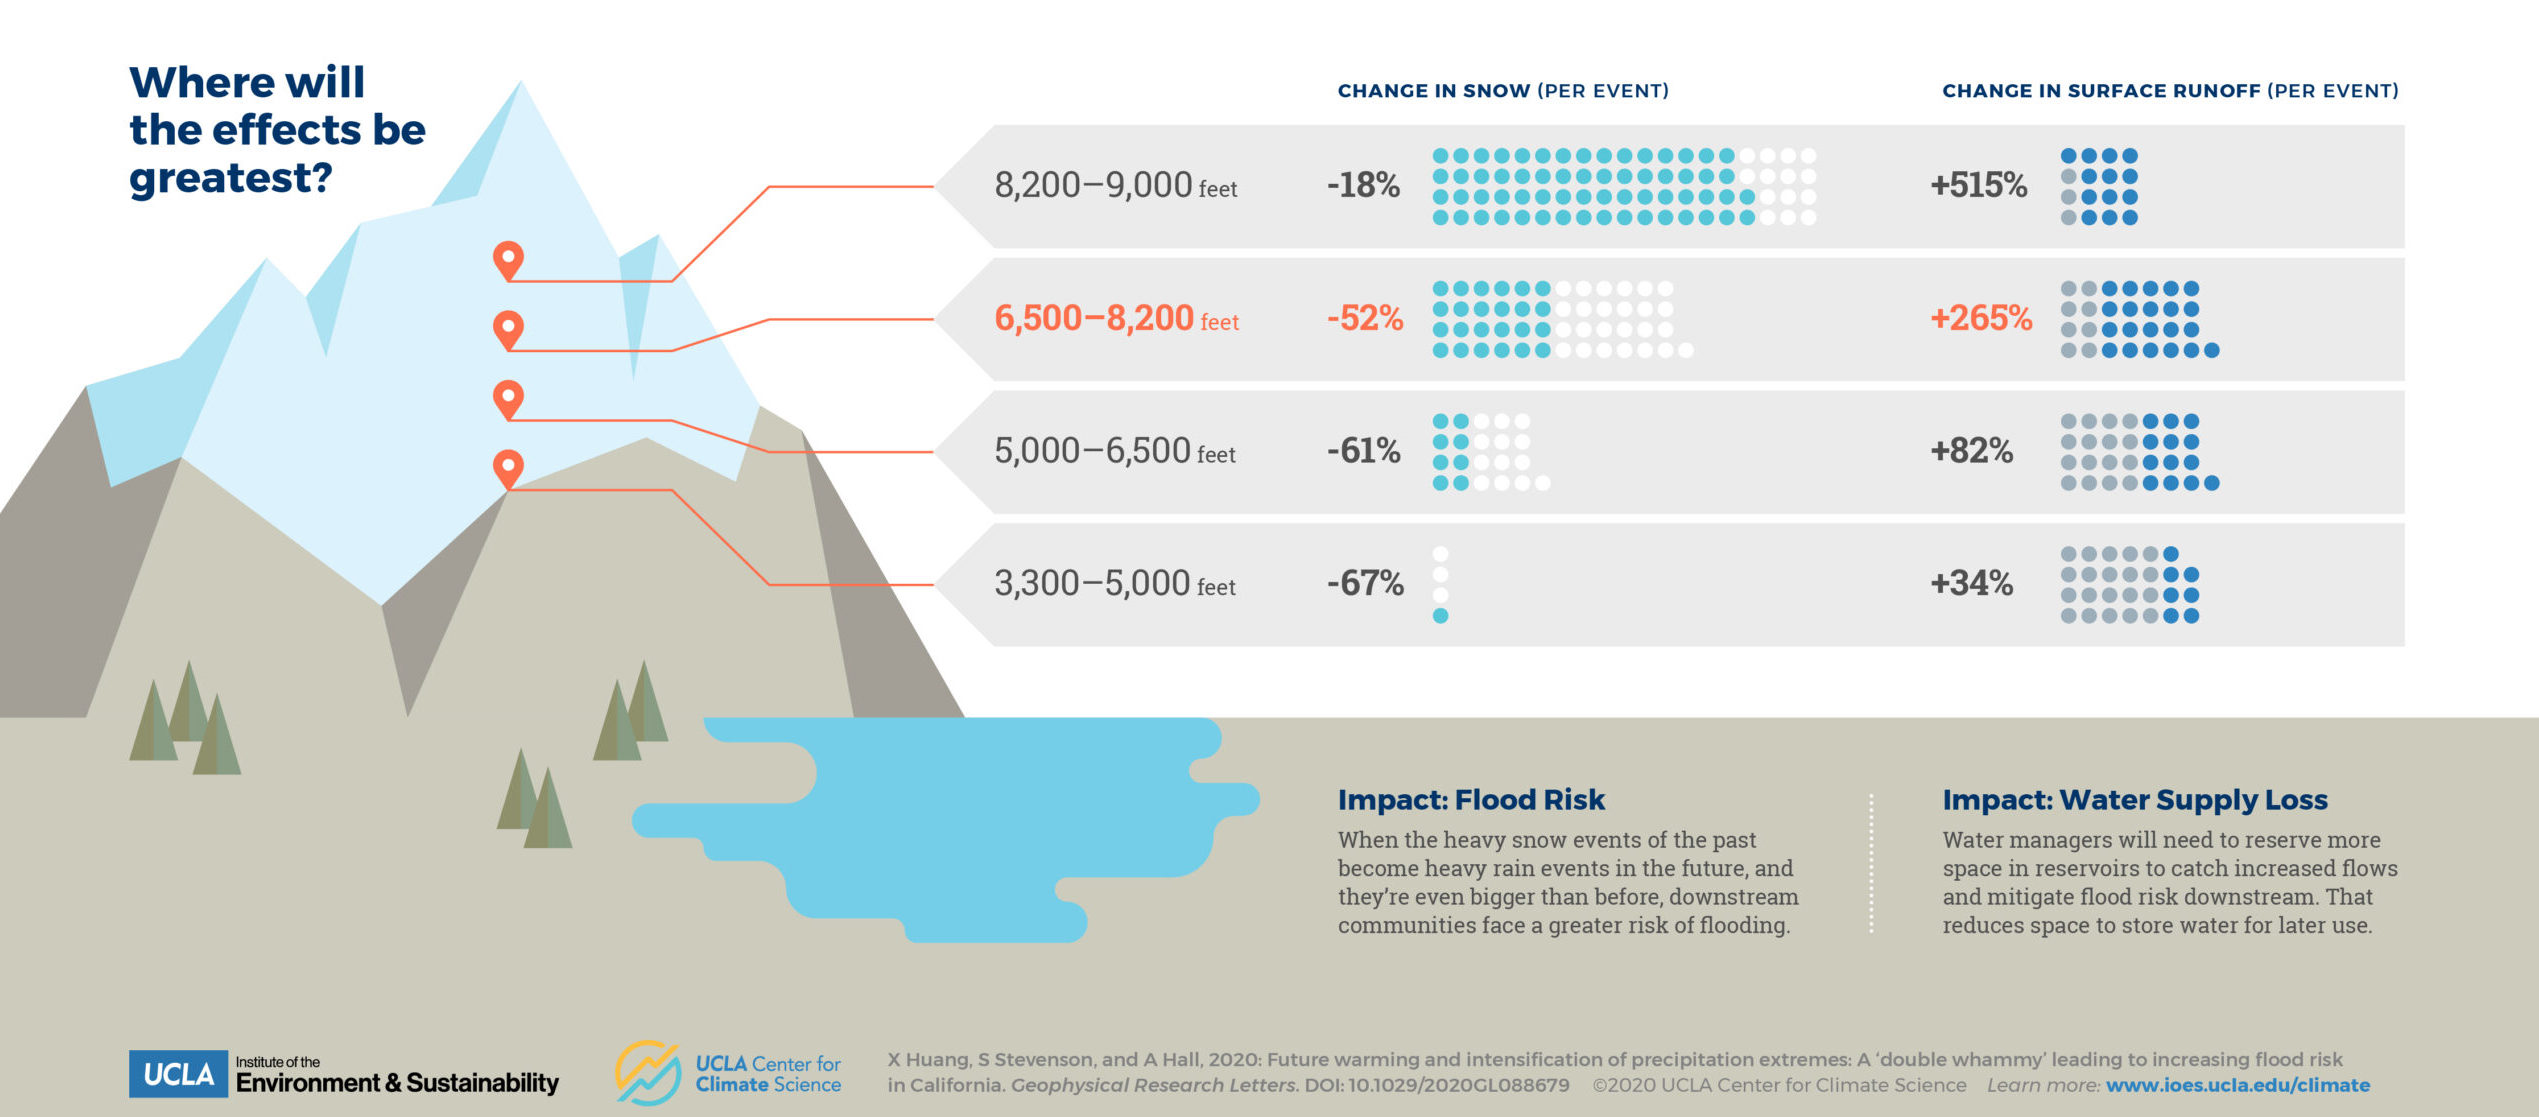 Where will
the effects be
greatest?
CHANGE IN SNOW (PER EVENT)
CHANGE IN SURFACE RUNOFF (PER EVENT)
8,200–9,000 feet
-18%
+515%
6,500–8,200 feet
-52%
+265%
5,000–6,500 feet
-61%
+82%
3,300–5,000 feet
-67%
+34%
Impact: Flood Risk
When the heavy snow events of the past
become heavy rain events in the future, and
they’re even bigger than before, downstream
communities face a greater risk of flooding.
Impact: Water Supply Loss
Water managers will need to reserve more
space in reservoirs to catch increased flows
and mitigate flood risk downstream. That
reduces space to store water for later use.
UCLA
Institute of the
Environment & Sustainability
UCLA Center for
Climate Science
X Huang, S Stevenson, and A Hall, 2020: Future warming and intensification of precipitation extremes: A ‘double whammy’ leading to increasing flood risk
in California. Geophysical Research Letters. DOI: 10.1029/2020GL088679 ©2020 UCLA Center for Climate Science Learn more: www.ioes.ucla.edu/climate